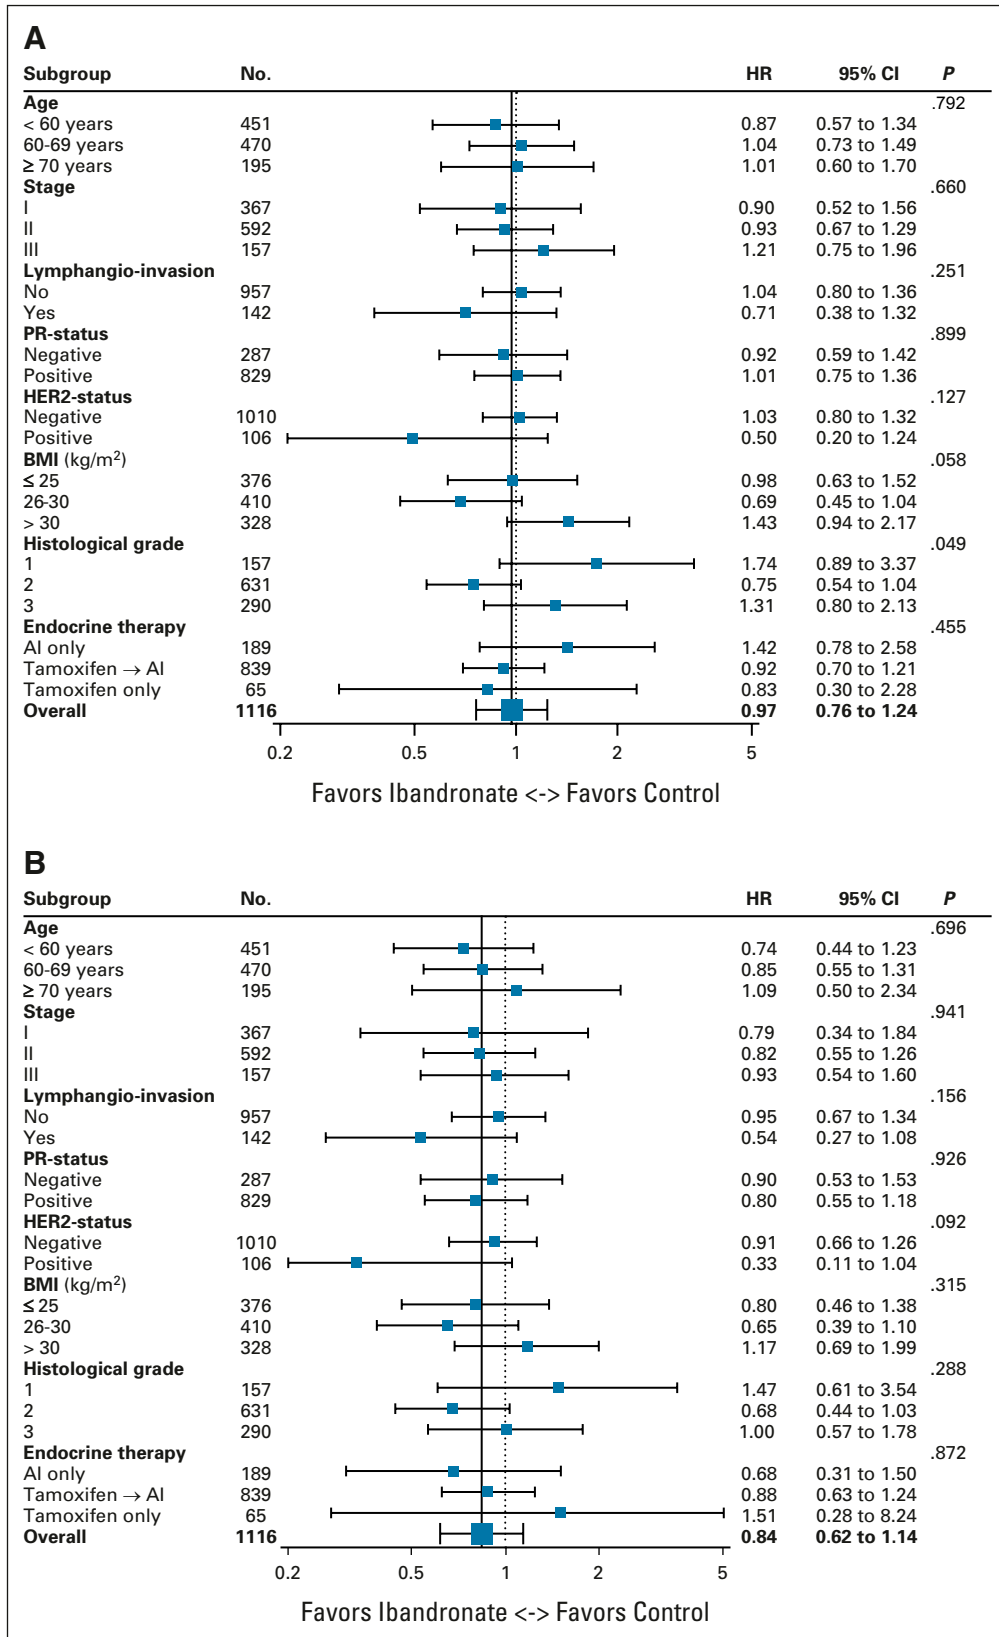 A
Subgroup No. HR 95% CI P
Age .792
< 60 years 451 0.87 0.57 to 1.34
60-69 years 470 1.04 0.73 to 1.49
≥ 70 years 195 1.01 0.60 to 1.70
Stage .660
I 367 0.90 0.52 to 1.56
II 592 0.93 0.67 to 1.29
III 157 1.21 0.75 to 1.96
Lymphangio-invasion .251
No 957 1.04 0.80 to 1.36
Yes 142 0.71 0.38 to 1.32
PR-status .899
Negative 287 0.92 0.59 to 1.42
Positive 829 1.01 0.75 to 1.36
HER2-status .127
Negative 1010 1.03 0.80 to 1.32
Positive 106 0.50 0.20 to 1.24
BMI (kg/m²) .058
≤ 25 376 0.98 0.63 to 1.52
26-30 410 0.69 0.45 to 1.04
> 30 328 1.43 0.94 to 2.17
Histological grade .049
1 157 1.74 0.89 to 3.37
2 631 0.75 0.54 to 1.04
3 290 1.31 0.80 to 2.13
Endocrine therapy .455
AI only 189 1.42 0.78 to 2.58
Tamoxifen → AI 839 0.92 0.70 to 1.21
Tamoxifen only 65 0.83 0.30 to 2.28
Overall 1116 0.97 0.76 to 1.24
0.2 0.5 1 2 5
Favors Ibandronate <-> Favors Control
B
Subgroup No. HR 95% CI P
Age .696
< 60 years 451 0.74 0.44 to 1.23
60-69 years 470 0.85 0.55 to 1.31
≥ 70 years 195 1.09 0.50 to 2.34
Stage .941
I 367 0.79 0.34 to 1.84
II 592 0.82 0.55 to 1.26
III 157 0.93 0.54 to 1.60
Lymphangio-invasion .156
No 957 0.95 0.67 to 1.34
Yes 142 0.54 0.27 to 1.08
PR-status .926
Negative 287 0.90 0.53 to 1.53
Positive 829 0.80 0.55 to 1.18
HER2-status .092
Negative 1010 0.91 0.66 to 1.26
Positive 106 0.33 0.11 to 1.04
BMI (kg/m²) .315
≤ 25 376 0.80 0.46 to 1.38
26-30 410 0.65 0.39 to 1.10
> 30 328 1.17 0.69 to 1.99
Histological grade .288
1 157 1.47 0.61 to 3.54
2 631 0.68 0.44 to 1.03
3 290 1.00 0.57 to 1.78
Endocrine therapy .872
AI only 189 0.68 0.31 to 1.50
Tamoxifen → AI 839 0.88 0.63 to 1.24
Tamoxifen only 65 1.51 0.28 to 8.24
Overall 1116 0.84 0.62 to 1.14
0.2 0.5 1 2 5
Favors Ibandronate <-> Favors Control